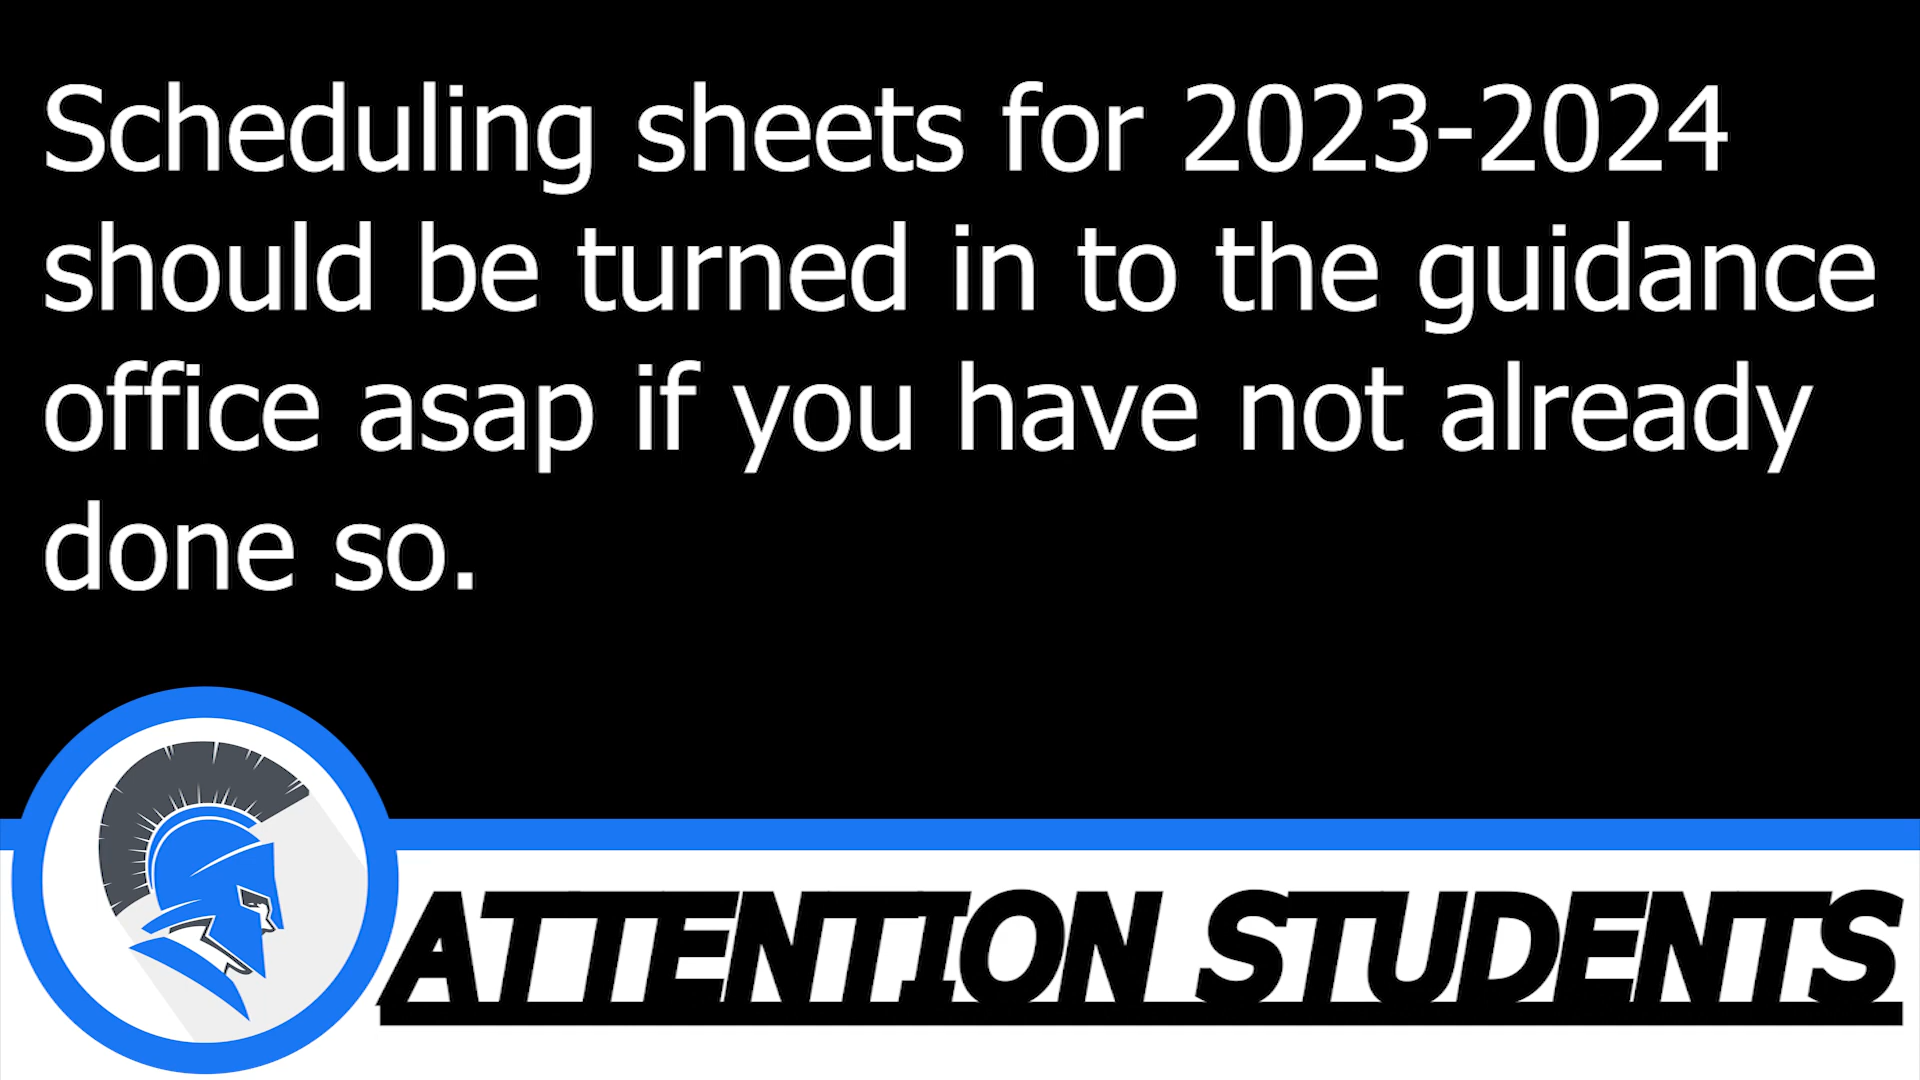 Scheduling sheets for 2023-2024
should be turned in to the guidance
office asap if you have not already
done so.
ATTENTION STUDENTS